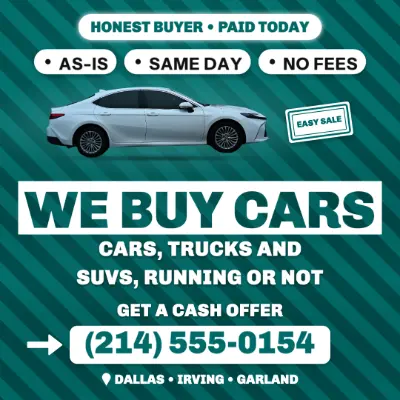 HONEST BUYER • PAID TODAY
• AS-IS • SAME DAY • NO FEES
EASY SALE
WE BUY CARS
CARS, TRUCKS AND
SUVS, RUNNING OR NOT
GET A CASH OFFER
(214) 555-0154
DALLAS • IRVING • GARLAND